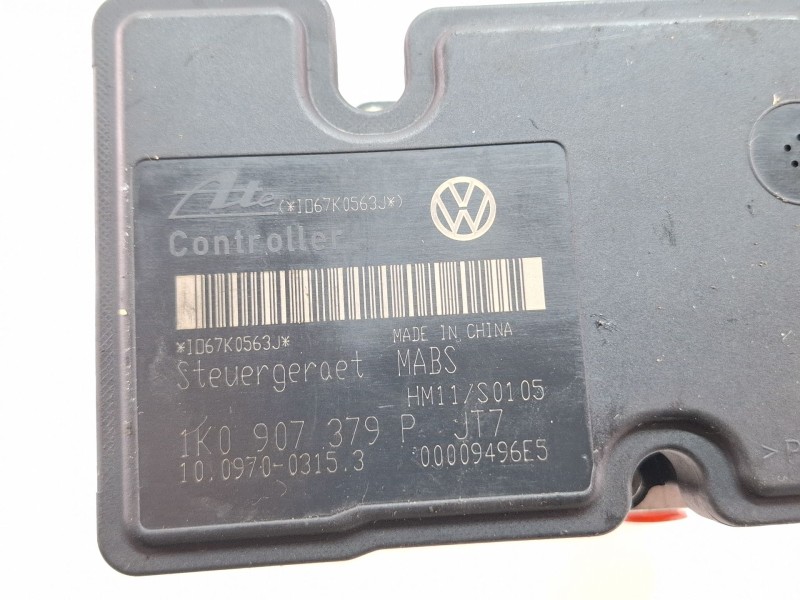 Ate (*ID67K0563J*)
Controller
*ID67K0563J* MADE IN CHINA
Steuergeraet MABS
HM11/S0105
1K0 907 379 P JT7
10.0970-0315.3 00009496E5
>P